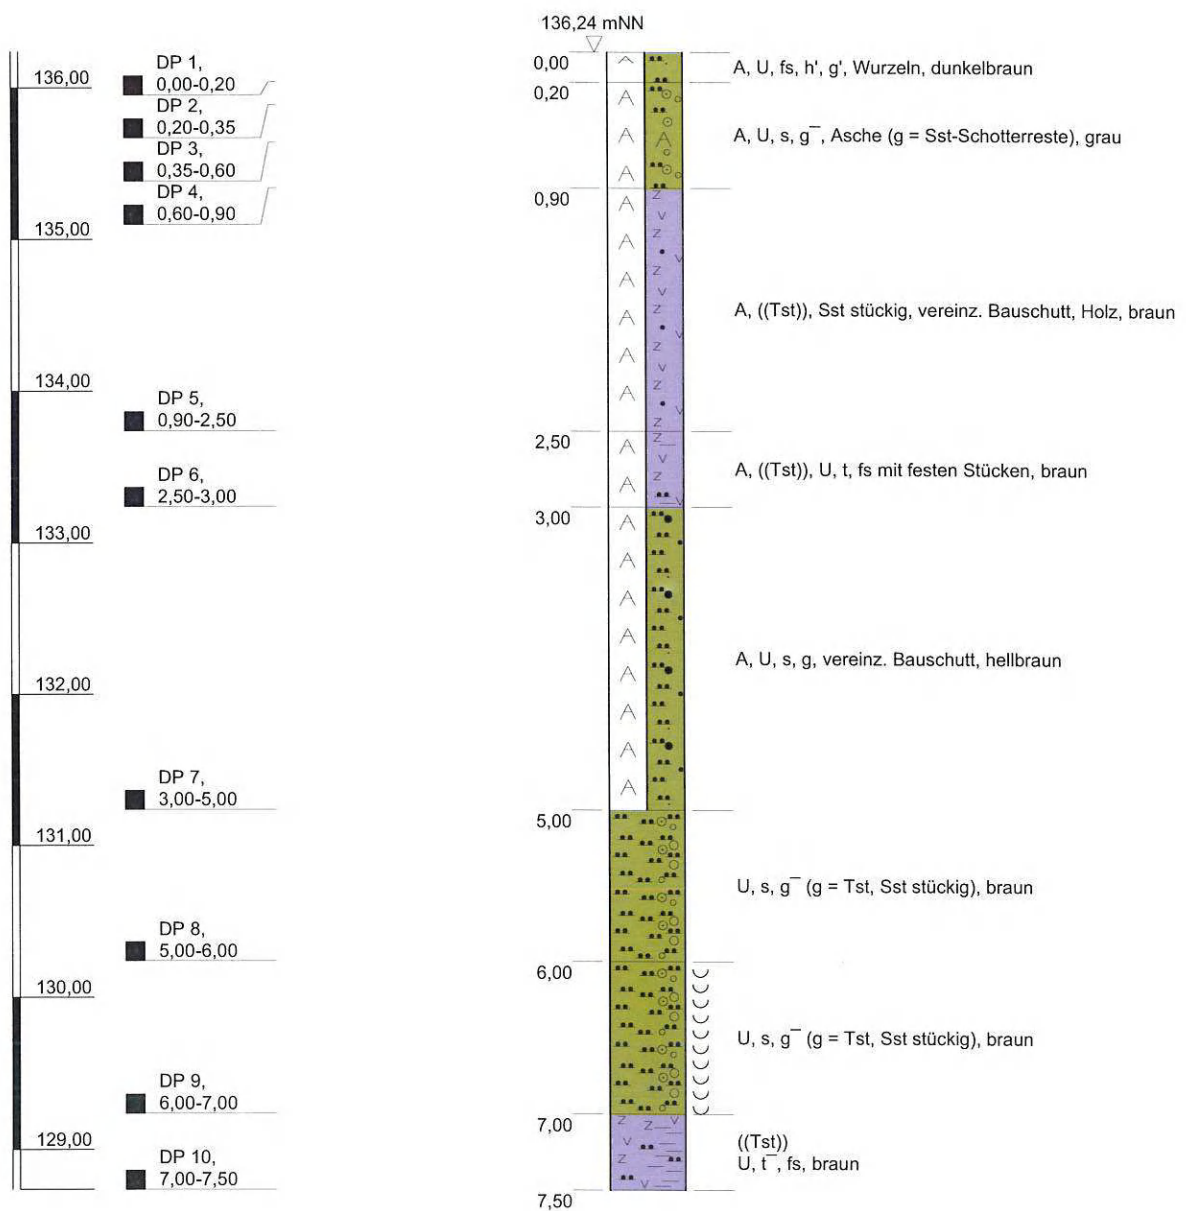 136,24 mNN
136,00
DP 1,
0,00-0,20
DP 2,
0,20-0,35
DP 3,
0,35-0,60
DP 4,
0,60-0,90
135,00
134,00
DP 5,
0,90-2,50
DP 6,
2,50-3,00
133,00
132,00
DP 7,
3,00-5,00
131,00
DP 8,
5,00-6,00
130,00
DP 9,
6,00-7,00
129,00
DP 10,
7,00-7,50
0,00
A, U, fs, h', g', Wurzeln, dunkelbraun
0,20
A, U, s, g¯, Asche (g = Sst-Schotterreste), grau
0,90
A, ((Tst)), Sst stückig, vereinz. Bauschutt, Holz, braun
2,50
A, ((Tst)), U, t, fs mit festen Stücken, braun
3,00
A, U, s, g, vereinz. Bauschutt, hellbraun
5,00
U, s, g¯ (g = Tst, Sst stückig), braun
6,00
U, s, g¯ (g = Tst, Sst stückig), braun
7,00
((Tst))
U, t¯, fs, braun
7,50